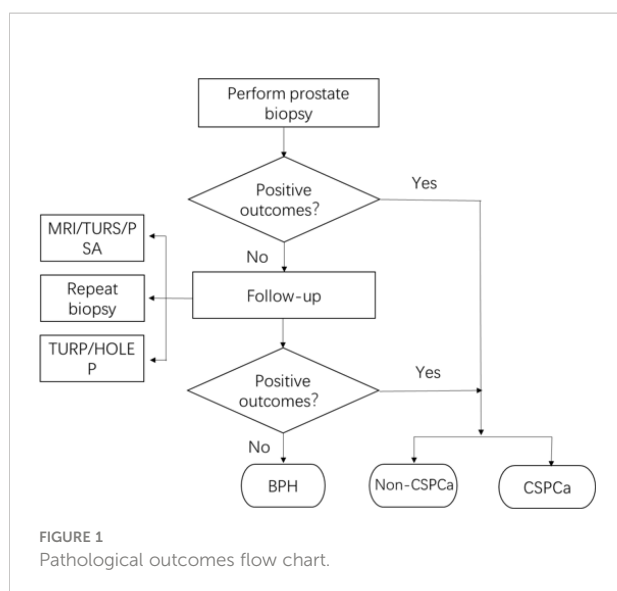 Perform prostate
biopsy
Positive
outcomes?
Yes
No
MRI/TURS/P
SA
Repeat
biopsy
TURP/HOLE
P
Follow-up
Positive
outcomes?
Yes
No
BPH
Non-CSPCa
CSPCa
FIGURE 1
Pathological outcomes flow chart.